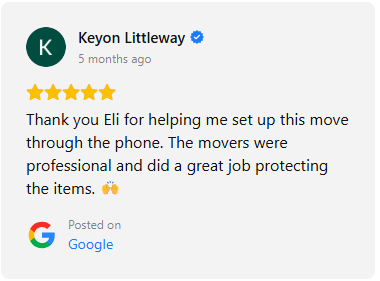 K
Keyon Littleway
5 months ago
Thank you Eli for helping me set up this move
through the phone. The movers were
professional and did a great job protecting
the items. 🙌
Posted on
Google